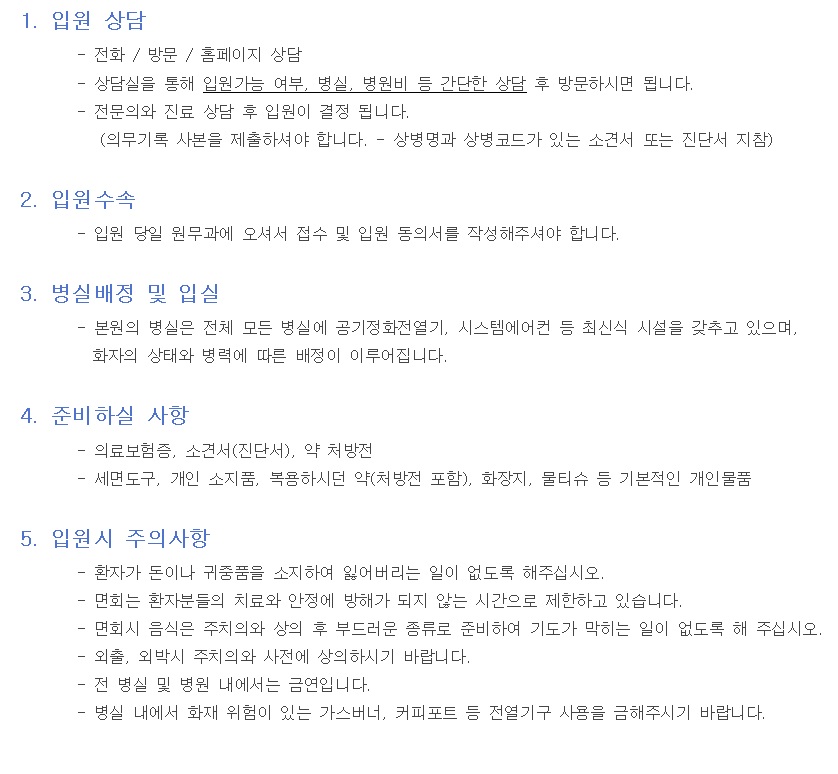 1. 입원 상담
- 전화 / 방문 / 홈페이지 상담
- 상담실을 통해 입원가능 여부, 병실, 병원비 등 간단한 상담 후 방문하시면 됩니다.
- 전문의와 진료 상담 후 입원이 결정 됩니다.
(의무기록 사본을 제출하셔야 합니다. - 상병명과 상병코드가 있는 소견서 또는 진단서 지참)
2. 입원수속
- 입원 당일 원무과에 오셔서 접수 및 입원 동의서를 작성해주셔야 합니다.
3. 병실배정 및 입실
- 본원의 병실은 전체 모든 병실에 공기정화전열기, 시스템에어컨 등 최신식 시설을 갖추고 있으며,
화자의 상태와 병력에 따른 배정이 이루어집니다.
4. 준비하실 사항
- 의료보험증, 소견서(진단서), 약 처방전
- 세면도구, 개인 소지품, 복용하시던 약(처방전 포함), 화장지, 물티슈 등 기본적인 개인물품
5. 입원시 주의사항
- 환자가 돈이나 귀중품을 소지하여 잃어버리는 일이 없도록 해주십시오.
- 면회는 환자분들의 치료와 안정에 방해가 되지 않는 시간으로 제한하고 있습니다.
- 면회시 음식은 주치의와 상의 후 부드러운 종류로 준비하여 기도가 막히는 일이 없도록 해 주십시오.
- 외출, 외박시 주치의와 사전에 상의하시기 바랍니다.
- 전 병실 및 병원 내에서는 금연입니다.
- 병실 내에서 화재 위험이 있는 가스버너, 커피포트 등 전열기구 사용을 금해주시기 바랍니다.